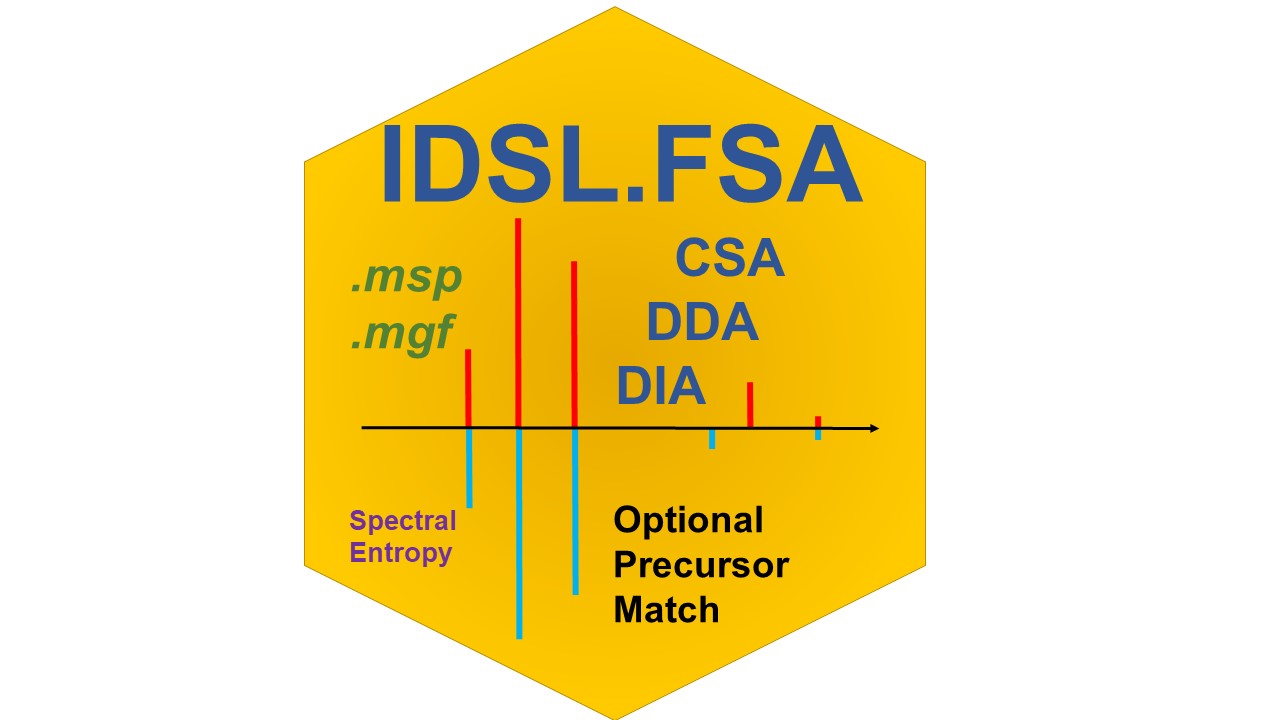 IDSL.FSA
.msp
.mgf
CSA
DDA
DIA
Spectral
Entropy
Optional
Precursor
Match